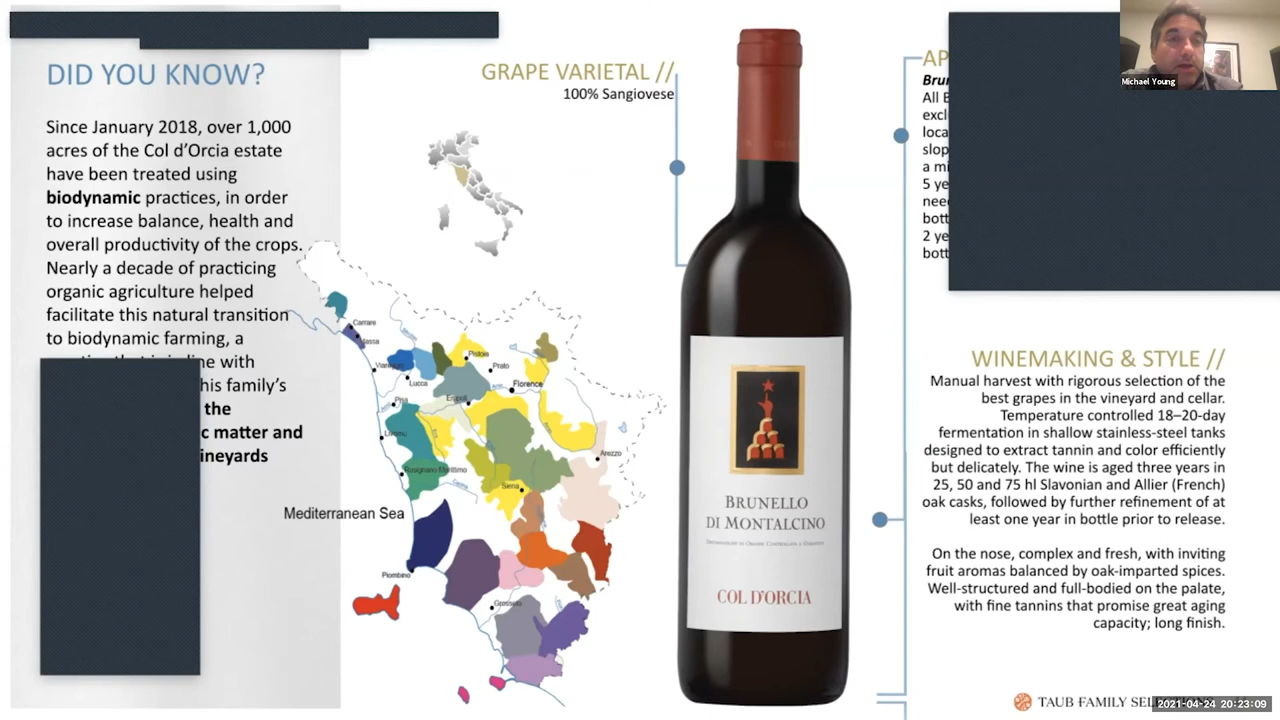 DID YOU KNOW?
Since January 2018, over 1,000
acres of the Col d'Orcia estate
have been treated using
biodynamic practices, in order
to increase balance, health and
overall productivity of the crops.
Nearly a decade of practicing
organic agriculture helped
facilitate this natural transition
to biodynamic farming, a
with
his family's
the
matter and
ineyards
GRAPE VARIETAL //
100% Sangiovese
Carrare
Massa
Viareggio
Lucca
Pistoia
Prato
Florence
Pisa
Empoli
Livorno
Arezzo
Rosignano Marittimo
Siena
Mediterranean Sea
Piombino
Grosseto
BRUNELLO
DI MONTALCINO
COL D'ORCIA
AP
Brun
All B
excl
loca
slop
a mi
5 ye
need
bott
2 ye
bott
Michael Young
WINEMAKING & STYLE //
Manual harvest with rigorous selection of the
best grapes in the vineyard and cellar.
Temperature controlled 18–20-day
fermentation in shallow stainless-steel tanks
designed to extract tannin and color efficiently
but delicately. The wine is aged three years in
25, 50 and 75 hl Slavonian and Allier (French)
oak casks, followed by further refinement of at
least one year in bottle prior to release.
On the nose, complex and fresh, with inviting
fruit aromas balanced by oak-imparted spices.
Well-structured and full-bodied on the palate,
with fine tannins that promise great aging
capacity; long finish.
TAUB FAMILY SELECTIONS
2021-04-24 20:23:09